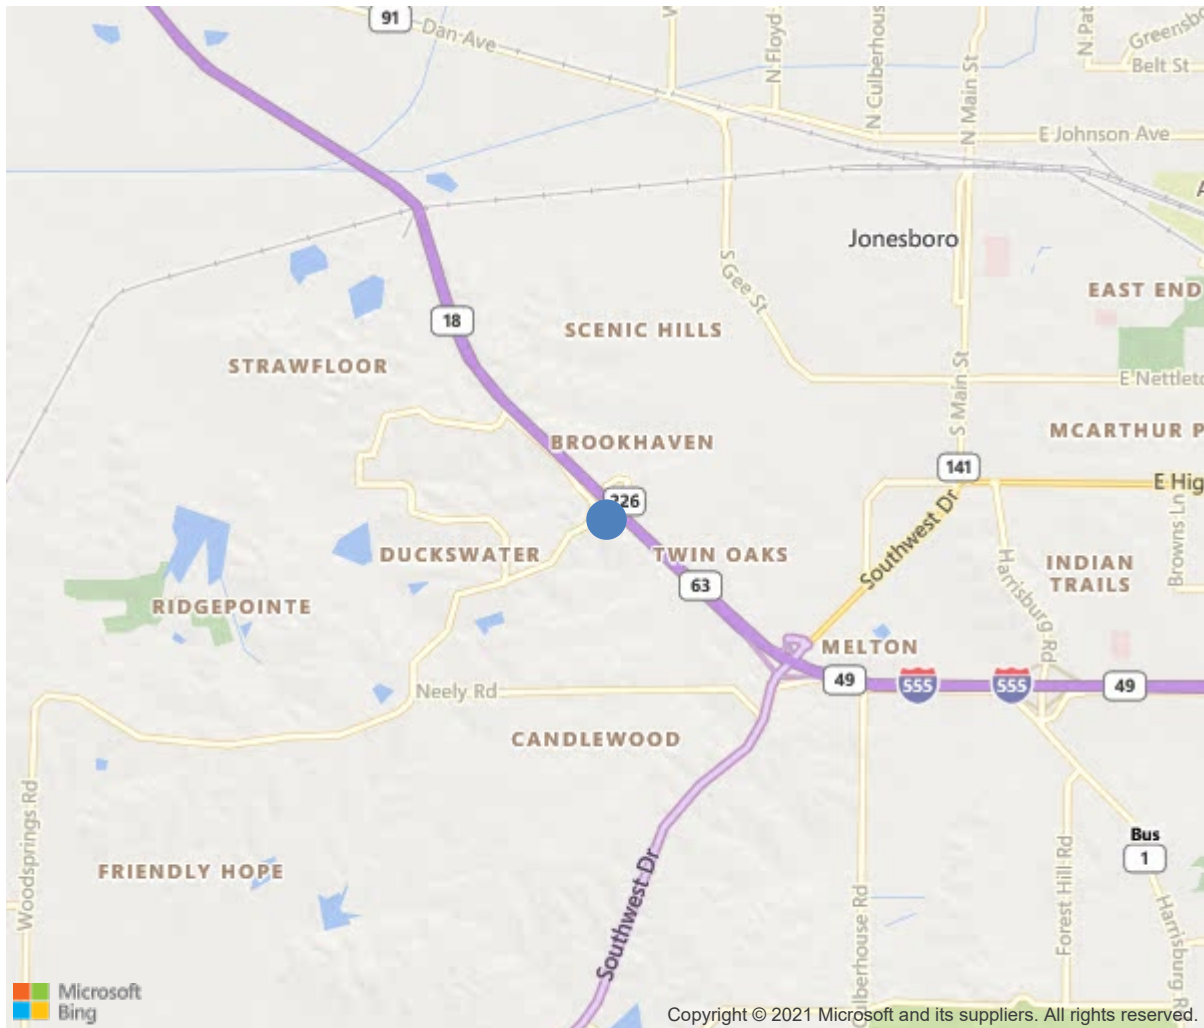 91
Dan Ave
N Floyd
N Culberhouse
N Main St
N Pat
Greensbo
Belt St
E Johnson Ave
Jonesboro
S Gee St
EAST END
18
SCENIC HILLS
STRAWFLOOR
S Main St
E Nettleto
BROOKHAVEN
MCARTHUR P
141
E Hig
226
Southwest Dr
Browns Ln
DUCKSWATER
TWIN OAKS
Harrisburg Rd
INDIAN
TRAILS
63
RIDGEPOINTE
MELTON
49
555
555
49
Neely Rd
CANDLEWOOD
Woodsprings Rd
Bus
1
FRIENDLY HOPE
Southwest Dr
Culberhouse Rd
Forest Hill Rd
Harrisburg R
Microsoft
Bing
Copyright © 2021 Microsoft and its suppliers. All rights reserved.